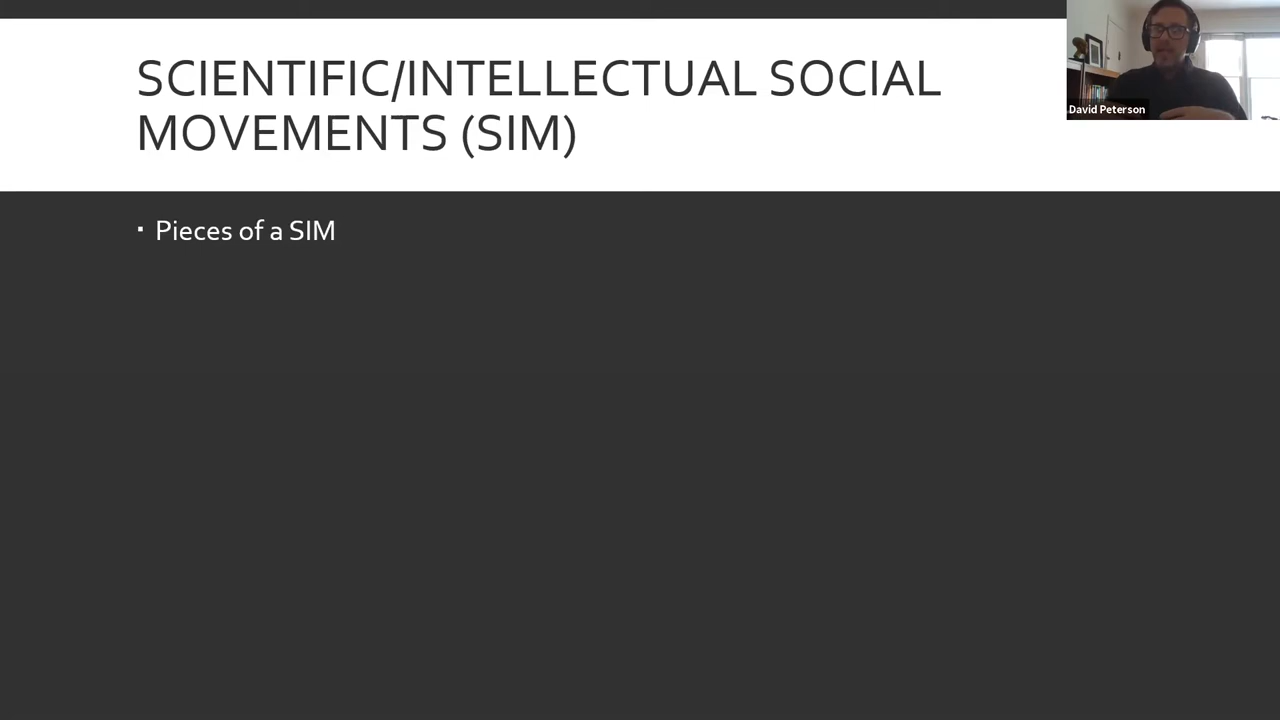 SCIENTIFIC/INTELLECTUAL SOCIAL
MOVEMENTS (SIM)
David Peterson
▪ Pieces of a SIM